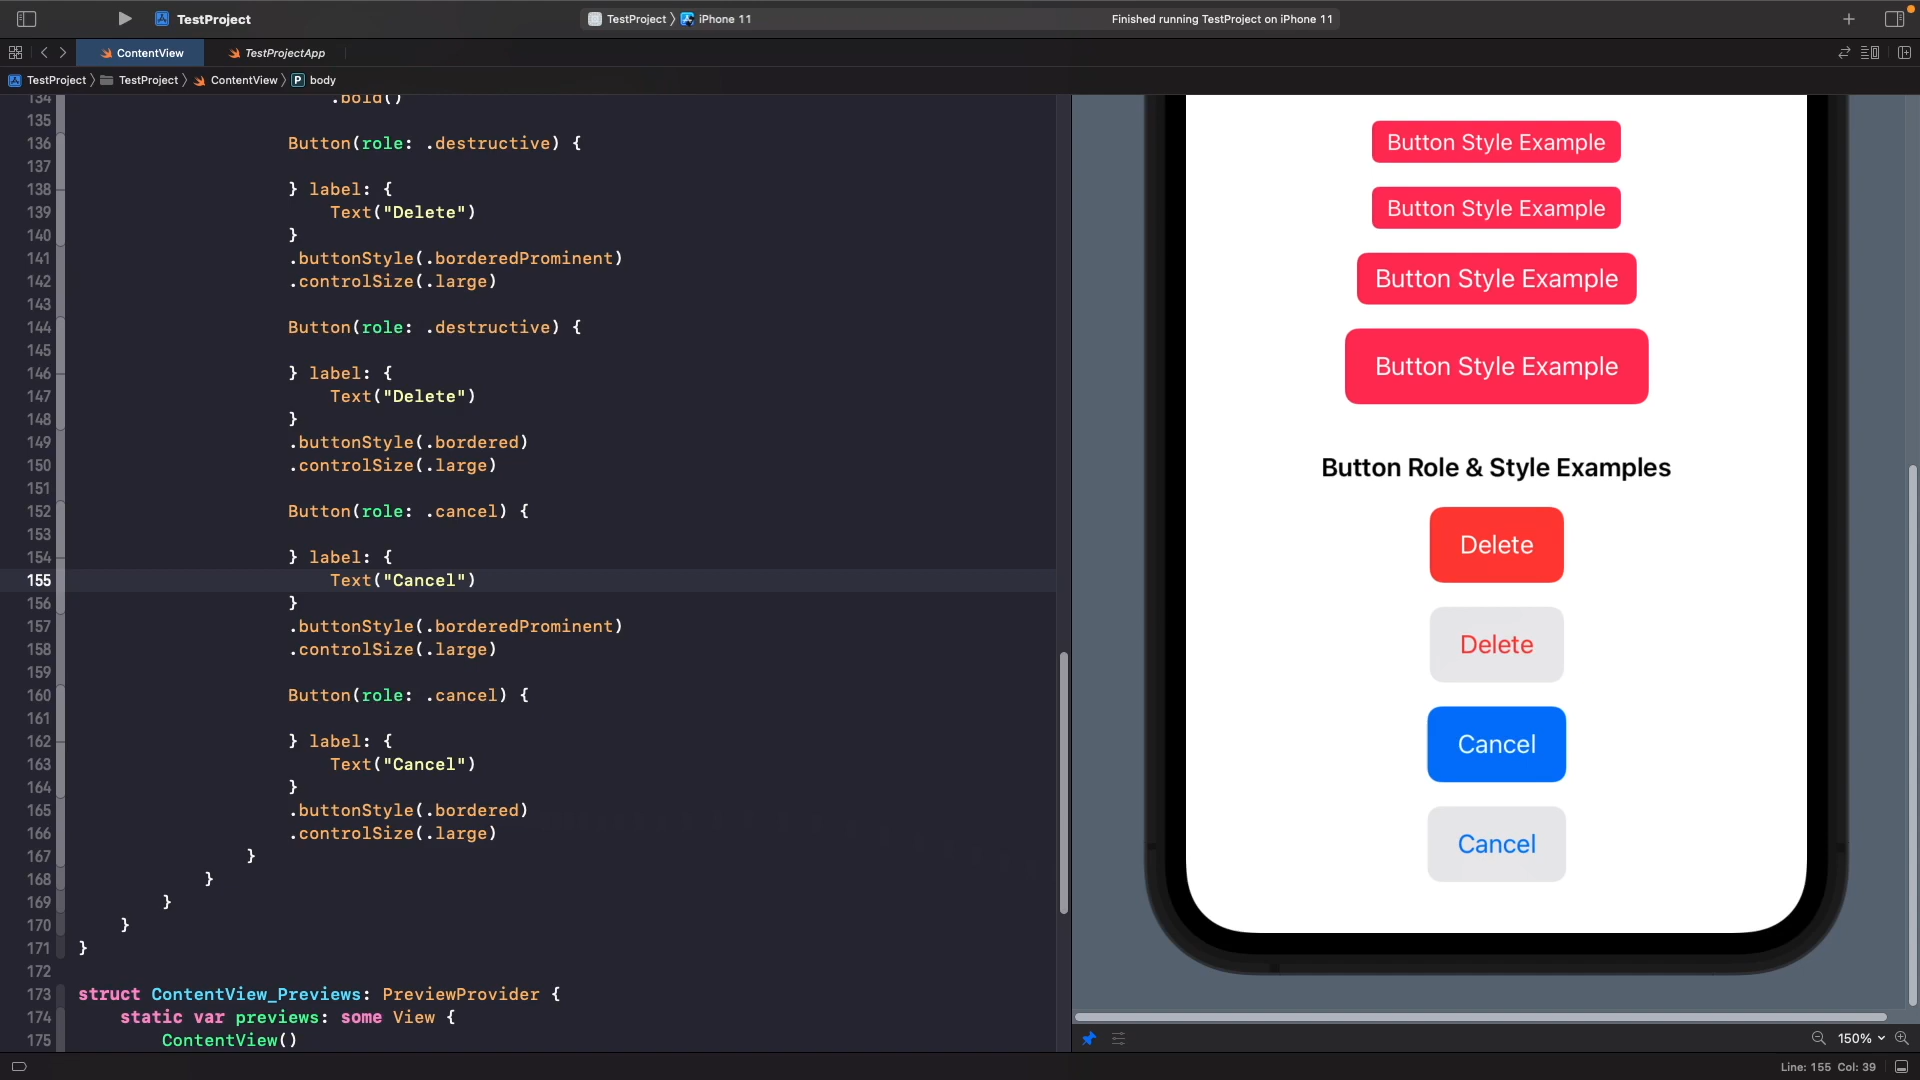 TestProject
TestProject
iPhone 11
Finished running TestProject on iPhone 11
ContentView
TestProjectApp
TestProject
TestProject
ContentView
P
body
134 .bold()
135
136 Button(role: .destructive) {
137
138 } label: {
139 Text("Delete")
140 }
141 .buttonStyle(.borderedProminent)
142 .controlSize(.large)
143
144 Button(role: .destructive) {
145
146 } label: {
147 Text("Delete")
148 }
149 .buttonStyle(.bordered)
150 .controlSize(.large)
151
152 Button(role: .cancel) {
153
154 } label: {
155 Text("Cancel")
156 }
157 .buttonStyle(.borderedProminent)
158 .controlSize(.large)
159
160 Button(role: .cancel) {
161
162 } label: {
163 Text("Cancel")
164 }
165 .buttonStyle(.bordered)
166 .controlSize(.large)
167 }
168 }
169 }
170 }
171 }
172
173 struct ContentView_Previews: PreviewProvider {
174 static var previews: some View {
175 ContentView()
Button Style Example
Button Style Example
Button Style Example
Button Style Example
Button Role & Style Examples
Delete
Delete
Cancel
Cancel
150%
Line: 155 Col: 39